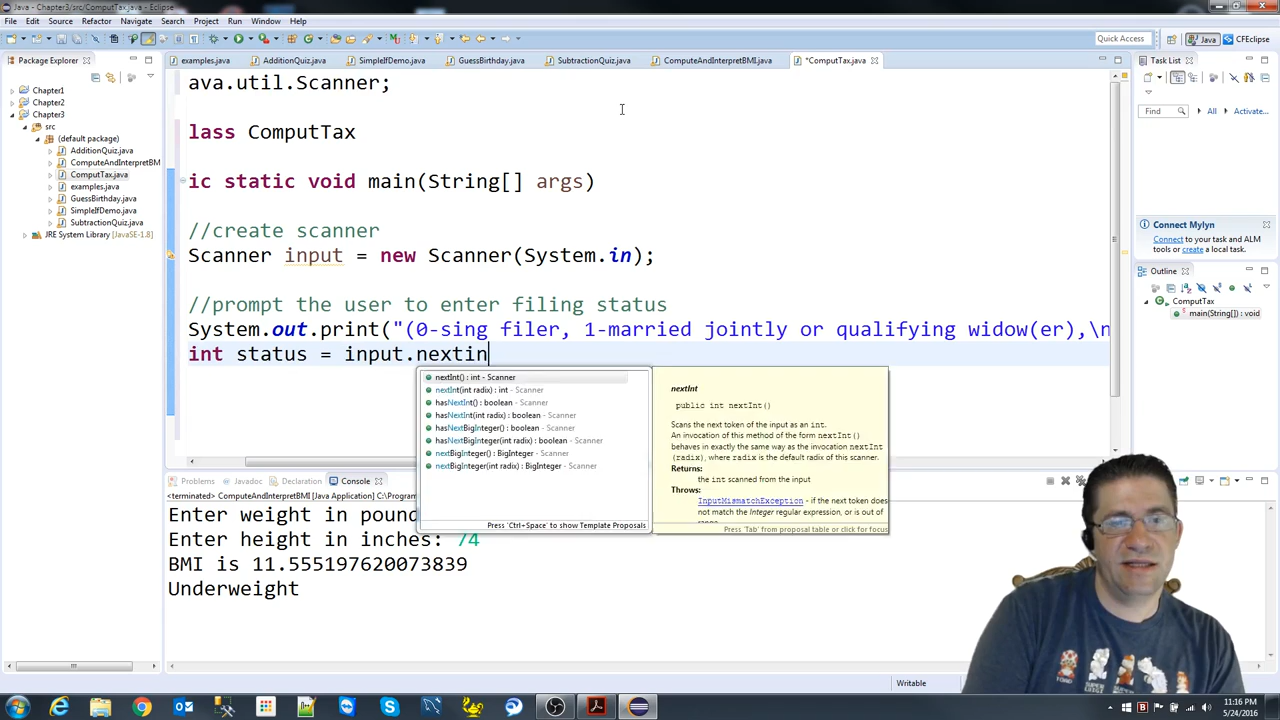 Java - Chapter3/src/ComputTax.java - Eclipse
File Edit Source Refactor Navigate Search Project Run Window Help
Quick Access Java CFEclipse
Package Explorer
examples.java AdditionQuiz.java SimpleIfDemo.java GuessBirthday.java SubtractionQuiz.java ComputeAndInterpretBMI.java *ComputTax.java
Task List
Chapter1
Chapter2
Chapter3
src
(default package)
AdditionQuiz.java
ComputeAndInterpretBM
ComputTax.java
examples.java
GuessBirthday.java
SimpleIfDemo.java
SubtractionQuiz.java
JRE System Library [JavaSE-1.8]
ava.util.Scanner;
lass ComputTax
ic static void main(String[] args)
//create scanner
Scanner input = new Scanner(System.in);
//prompt the user to enter filing status
System.out.print("(0-sing filer, 1-married jointly or qualifying widow(er),\n
int status = input.nextin
nextInt() : int - Scanner
nextInt(int radix) : int - Scanner
hasNextInt() : boolean - Scanner
hasNextInt(int radix) : boolean - Scanner
hasNextBigInteger() : boolean - Scanner
hasNextBigInteger(int radix) : boolean - Scanner
nextBigInteger() : BigInteger - Scanner
nextBigInteger(int radix) : BigInteger - Scanner
Press 'Ctrl+Space' to show Template Proposals
nextInt
public int nextInt()
Scans the next token of the input as an int.
An invocation of this method of the form nextInt()
behaves in exactly the same way as the invocation nextInt
(radix), where radix is the default radix of this scanner.
Returns:
the int scanned from the input
Throws:
InputMismatchException - if the next token does
not match the Integer regular expression, or is out of
Press 'Tab' from proposal table or click for focus
Find All Activate...
Connect Mylyn
Connect to your task and ALM
tools or create a local task.
Outline
ComputTax
main(String[]) : void
Problems Javadoc Declaration Console
<terminated> ComputeAndInterpretBMI [Java Application] C:\Program
Enter weight in poun
Enter height in inches: 74
BMI is 11.555197620073839
Underweight
Writable
11:16 PM
5/24/2016